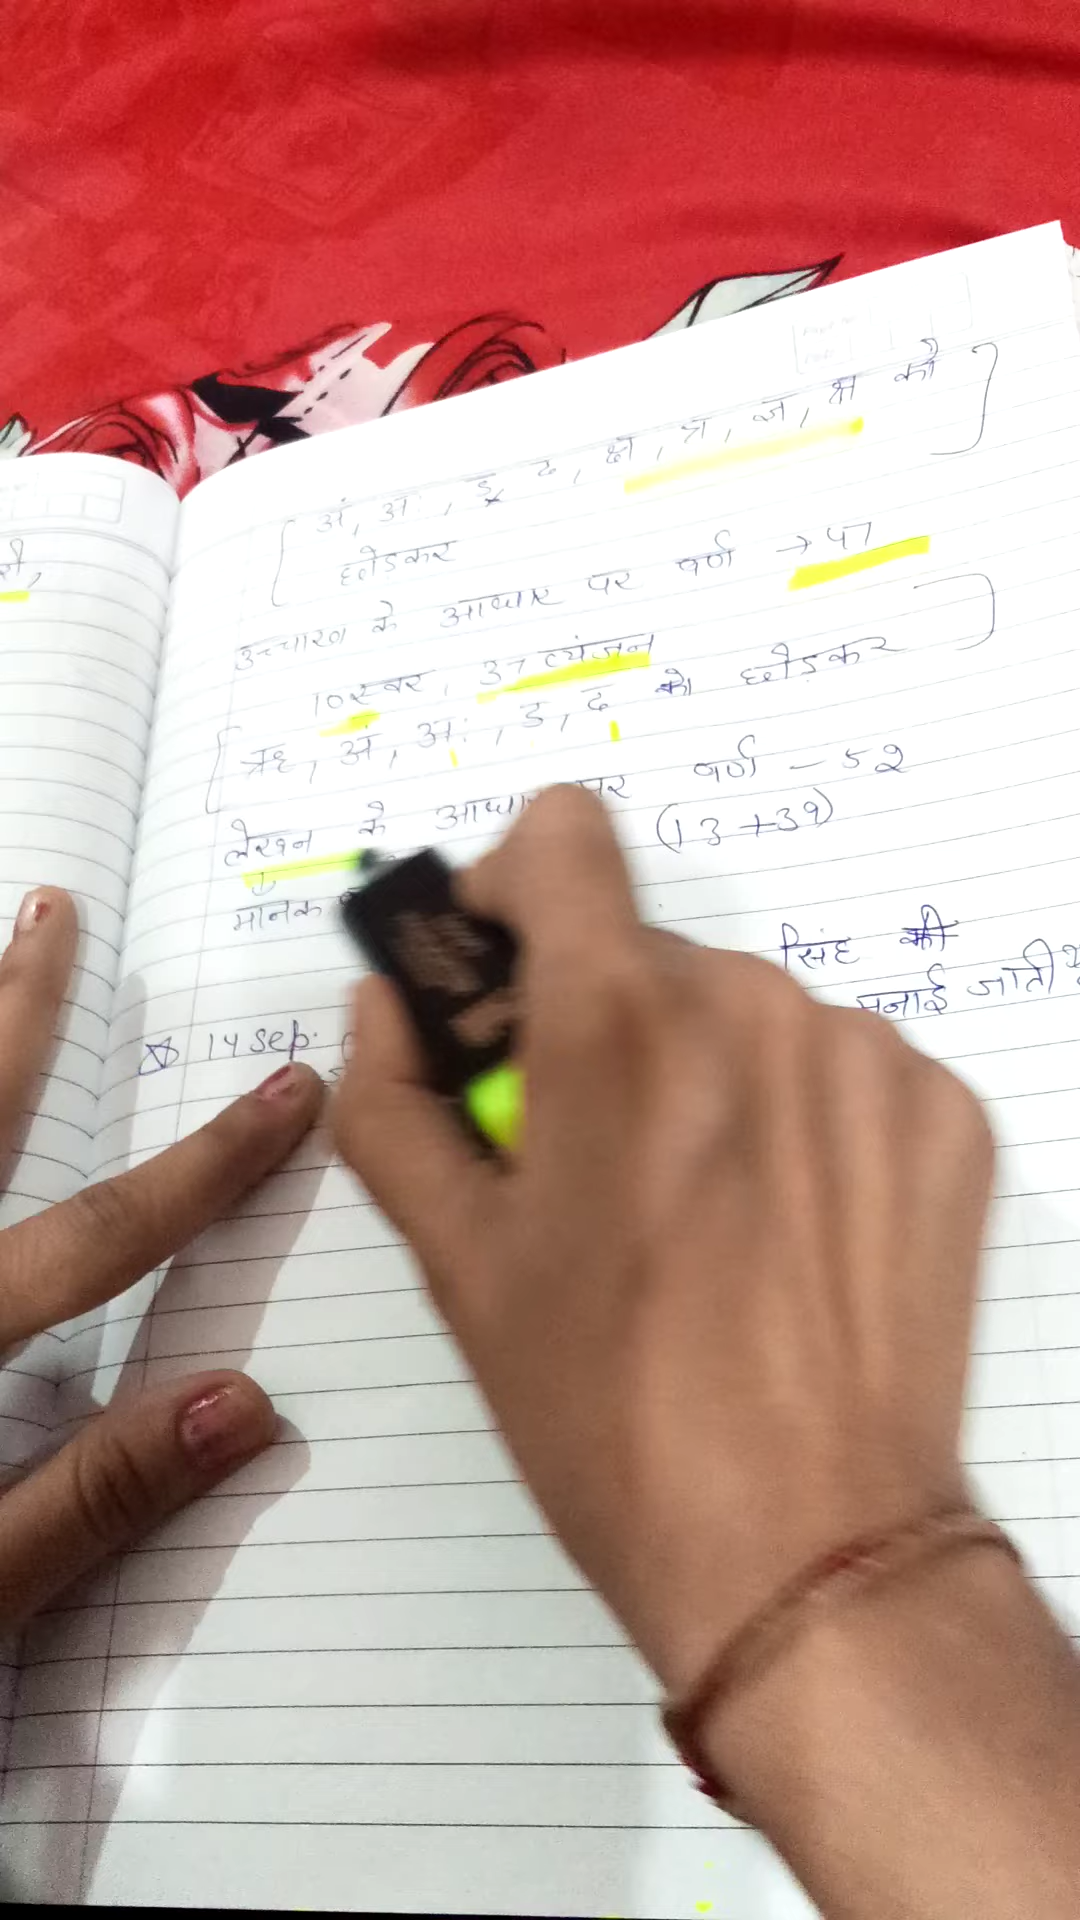 अं, अः, ड़, ढ़, क्ष, त्र, ज्ञ, श्र को
छोड़कर
उच्चारण के आधार पर वर्ण → 47
10 स्वर, 37 व्यंजन
ऋ, अं, अः, ड़, ढ़ को छोड़कर
लेखन के आधार पर वर्ण - 52
(13+39)
मानक
सिंह की
14 sep.
मनाई जाती